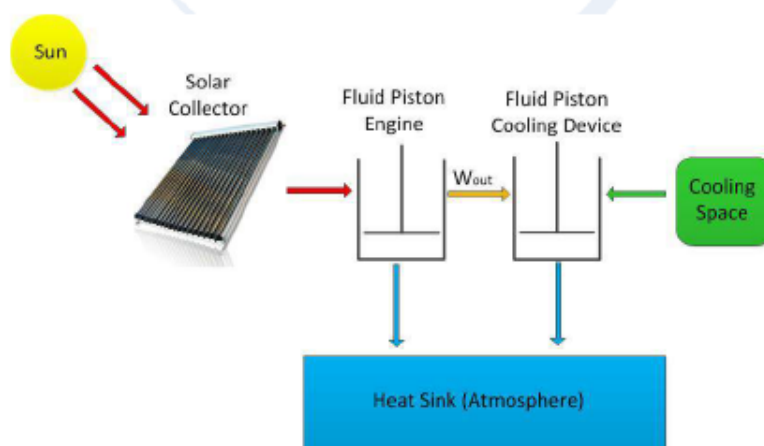 Sun
Solar
Collector
Fluid Piston
Engine
Fluid Piston
Cooling Device
Wout
Cooling
Space
Heat Sink (Atmosphere)